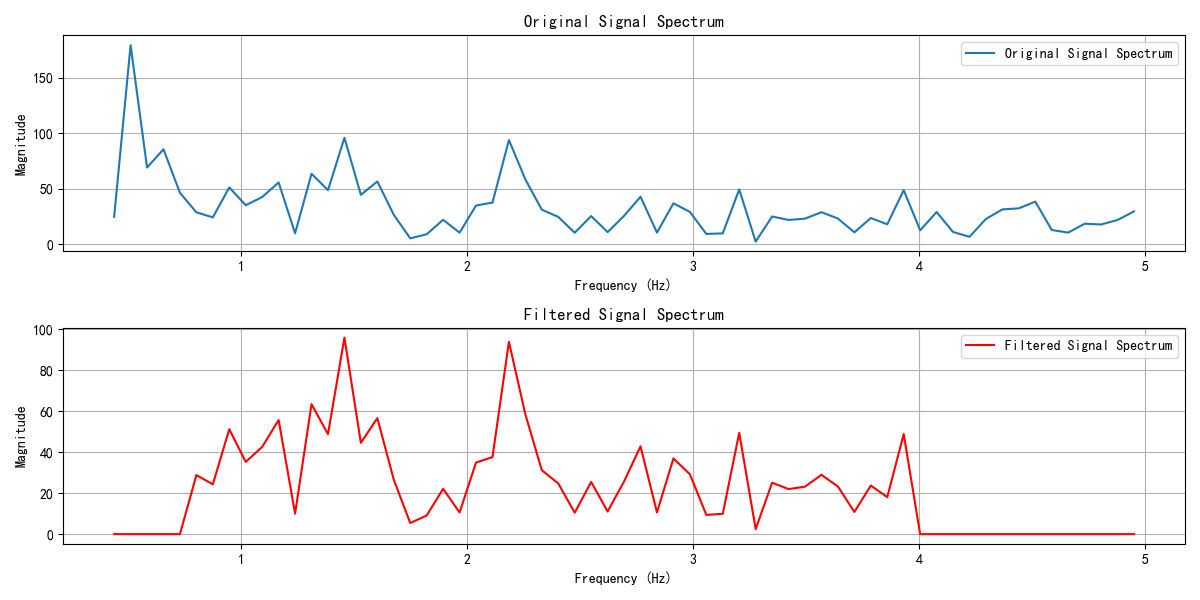 Original Signal Spectrum
Original Signal Spectrum
Magnitude
150
100
50
0
1 2 3 4 5
Frequency (Hz)
Filtered Signal Spectrum
Filtered Signal Spectrum
Magnitude
100
80
60
40
20
0
1 2 3 4 5
Frequency (Hz)